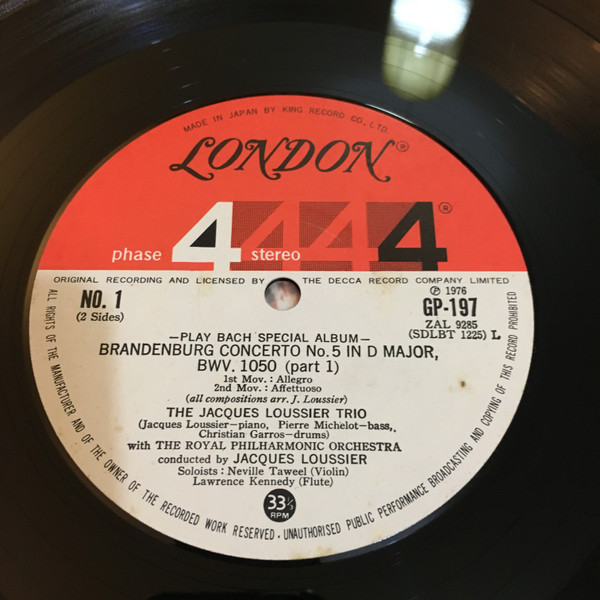 MADE IN JAPAN BY KING RECORD CO., LTD.
LONDON®
phase 4 stereo 4 4 4 ®
ORIGINAL RECORDING AND LICENSED BY THE DECCA RECORD COMPANY LIMITED
NO. 1
(2 Sides)
℗ 1976
GP-197
ZAL 9285
(SDLBT 1225) L
—PLAY BACH SPECIAL ALBUM—
BRANDENBURG CONCERTO No. 5 IN D MAJOR,
BWV. 1050 (part 1)
1st Mov. : Allegro
2nd Mov. : Affettuoso
(all compositions arr. J. Loussier)
THE JACQUES LOUSSIER TRIO
(Jacques Loussier-piano, Pierre Michelot-bass,
Christian Garros-drums)
with THE ROYAL PHILHARMONIC ORCHESTRA
conducted by JACQUES LOUSSIER
Soloists : Neville Taweel (Violin)
Lawrence Kennedy (Flute)
33 1/3
RPM
ALL RIGHTS OF THE MANUFACTURER AND OF THE OWNER OF THE RECORDED WORK RESERVED. UNAUTHORISED PUBLIC PERFORMANCE BROADCASTING AND COPYING OF THIS RECORD PROHIBITED